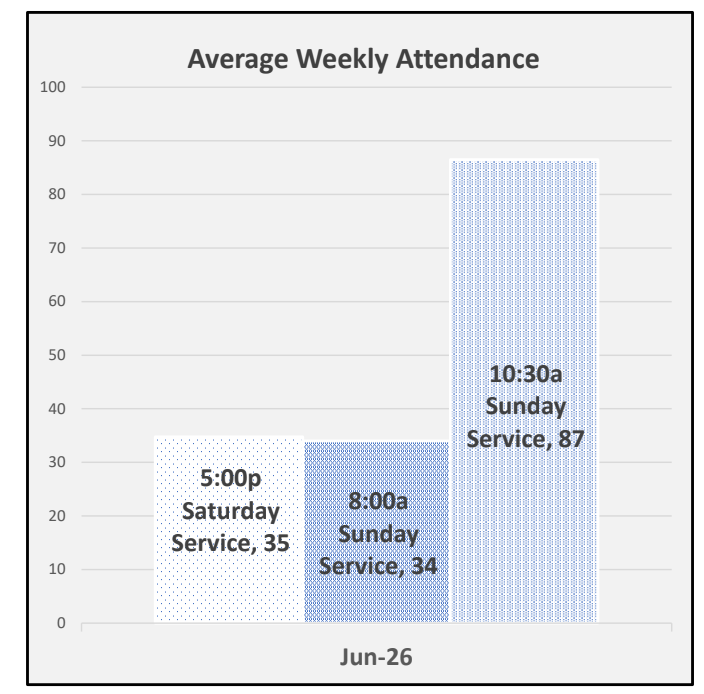 Average Weekly Attendance
100
90
80
70
60
50
40
30
20
10
0
5:00p
Saturday
Service, 35
8:00a
Sunday
Service, 34
10:30a
Sunday
Service, 87
Jun-26